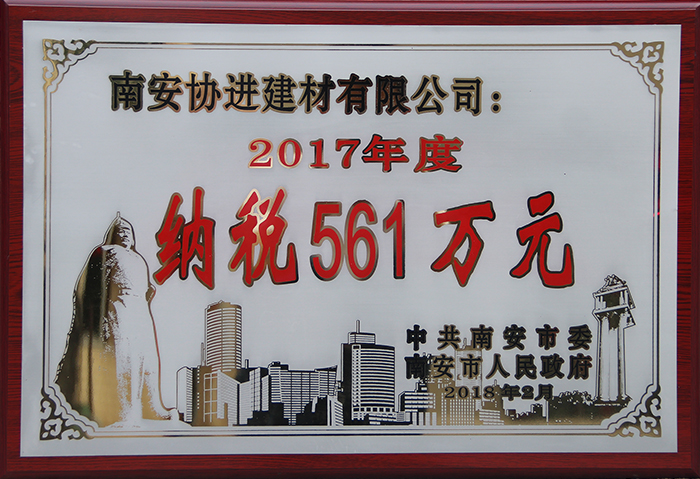 南安协进建材有限公司：
2017年度
纳税561万元
中共南安市委
南安市人民政府
2018年2月